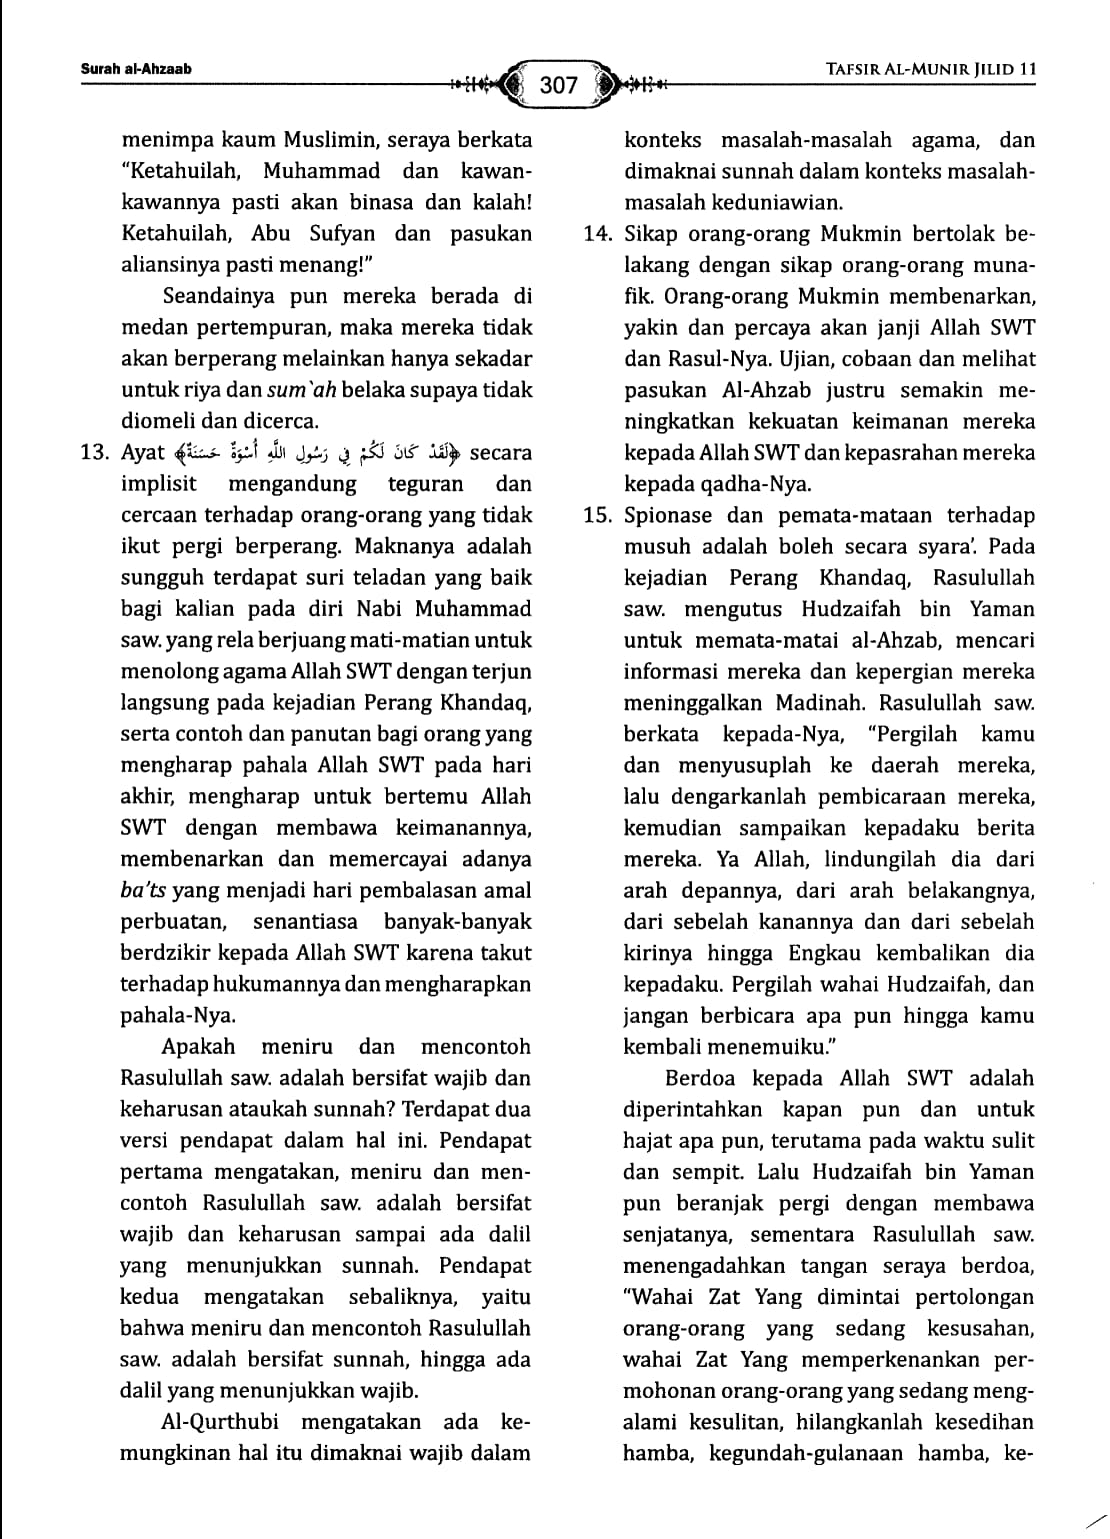 Surah al-Ahzaab
307
TAFSIR AL-MUNIR JILID 11
menimpa kaum Muslimin, seraya berkata
“Ketahuilah, Muhammad dan kawan-
kawannya pasti akan binasa dan kalah!
Ketahuilah, Abu Sufyan dan pasukan
aliansinya pasti menang!”
Seandainya pun mereka berada di
medan pertempuran, maka mereka tidak
akan berperang melainkan hanya sekadar
untuk riya dan sum`ah belaka supaya tidak
diomeli dan dicerca.
13. Ayat ﴿لَقَدْ كَانَ لَكُمْ فِي رَسُولِ اللَّهِ أُسْوَةٌ حَسَنَةٌ﴾ secara
implisit mengandung teguran dan
cercaan terhadap orang-orang yang tidak
ikut pergi berperang. Maknanya adalah
sungguh terdapat suri teladan yang baik
bagi kalian pada diri Nabi Muhammad
saw. yang rela berjuang mati-matian untuk
menolong agama Allah SWT dengan terjun
langsung pada kejadian Perang Khandaq,
serta contoh dan panutan bagi orang yang
mengharap pahala Allah SWT pada hari
akhir, mengharap untuk bertemu Allah
SWT dengan membawa keimanannya,
membenarkan dan memercayai adanya
ba’ts yang menjadi hari pembalasan amal
perbuatan, senantiasa banyak-banyak
berdzikir kepada Allah SWT karena takut
terhadap hukumannya dan mengharapkan
pahala-Nya.
Apakah meniru dan mencontoh
Rasulullah saw. adalah bersifat wajib dan
keharusan ataukah sunnah? Terdapat dua
versi pendapat dalam hal ini. Pendapat
pertama mengatakan, meniru dan men-
contoh Rasulullah saw. adalah bersifat
wajib dan keharusan sampai ada dalil
yang menunjukkan sunnah. Pendapat
kedua mengatakan sebaliknya, yaitu
bahwa meniru dan mencontoh Rasulullah
saw. adalah bersifat sunnah, hingga ada
dalil yang menunjukkan wajib.
Al-Qurthubi mengatakan ada ke-
mungkinan hal itu dimaknai wajib dalam
konteks masalah-masalah agama, dan
dimaknai sunnah dalam konteks masalah-
masalah keduniawian.
14. Sikap orang-orang Mukmin bertolak be-
lakang dengan sikap orang-orang muna-
fik. Orang-orang Mukmin membenarkan,
yakin dan percaya akan janji Allah SWT
dan Rasul-Nya. Ujian, cobaan dan melihat
pasukan Al-Ahzab justru semakin me-
ningkatkan kekuatan keimanan mereka
kepada Allah SWT dan kepasrahan mereka
kepada qadha-Nya.
15. Spionase dan pemata-mataan terhadap
musuh adalah boleh secara syara’. Pada
kejadian Perang Khandaq, Rasulullah
saw. mengutus Hudzaifah bin Yaman
untuk memata-matai al-Ahzab, mencari
informasi mereka dan kepergian mereka
meninggalkan Madinah. Rasulullah saw.
berkata kepada-Nya, “Pergilah kamu
dan menyusuplah ke daerah mereka,
lalu dengarkanlah pembicaraan mereka,
kemudian sampaikan kepadaku berita
mereka. Ya Allah, lindungilah dia dari
arah depannya, dari arah belakangnya,
dari sebelah kanannya dan dari sebelah
kirinya hingga Engkau kembalikan dia
kepadaku. Pergilah wahai Hudzaifah, dan
jangan berbicara apa pun hingga kamu
kembali menemuiku.”
Berdoa kepada Allah SWT adalah
diperintahkan kapan pun dan untuk
hajat apa pun, terutama pada waktu sulit
dan sempit. Lalu Hudzaifah bin Yaman
pun beranjak pergi dengan membawa
senjatanya, sementara Rasulullah saw.
menengadahkan tangan seraya berdoa,
“Wahai Zat Yang dimintai pertolongan
orang-orang yang sedang kesusahan,
wahai Zat Yang memperkenankan per-
mohonan orang-orang yang sedang meng-
alami kesulitan, hilangkanlah kesedihan
hamba, kegundah-gulanaan hamba, ke-